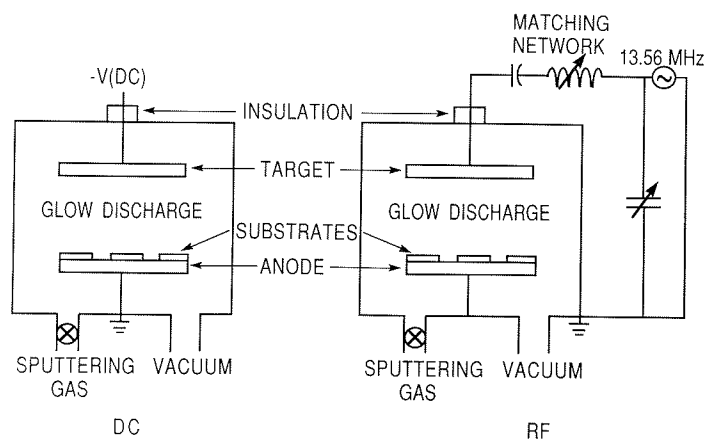 MATCHING
NETWORK
13.56 MHz
-V(DC)
INSULATION
TARGET
GLOW DISCHARGE
GLOW DISCHARGE
SUBSTRATES
ANODE
SPUTTERING
GAS
VACUUM
SPUTTERING
GAS
VACUUM
DC
RF